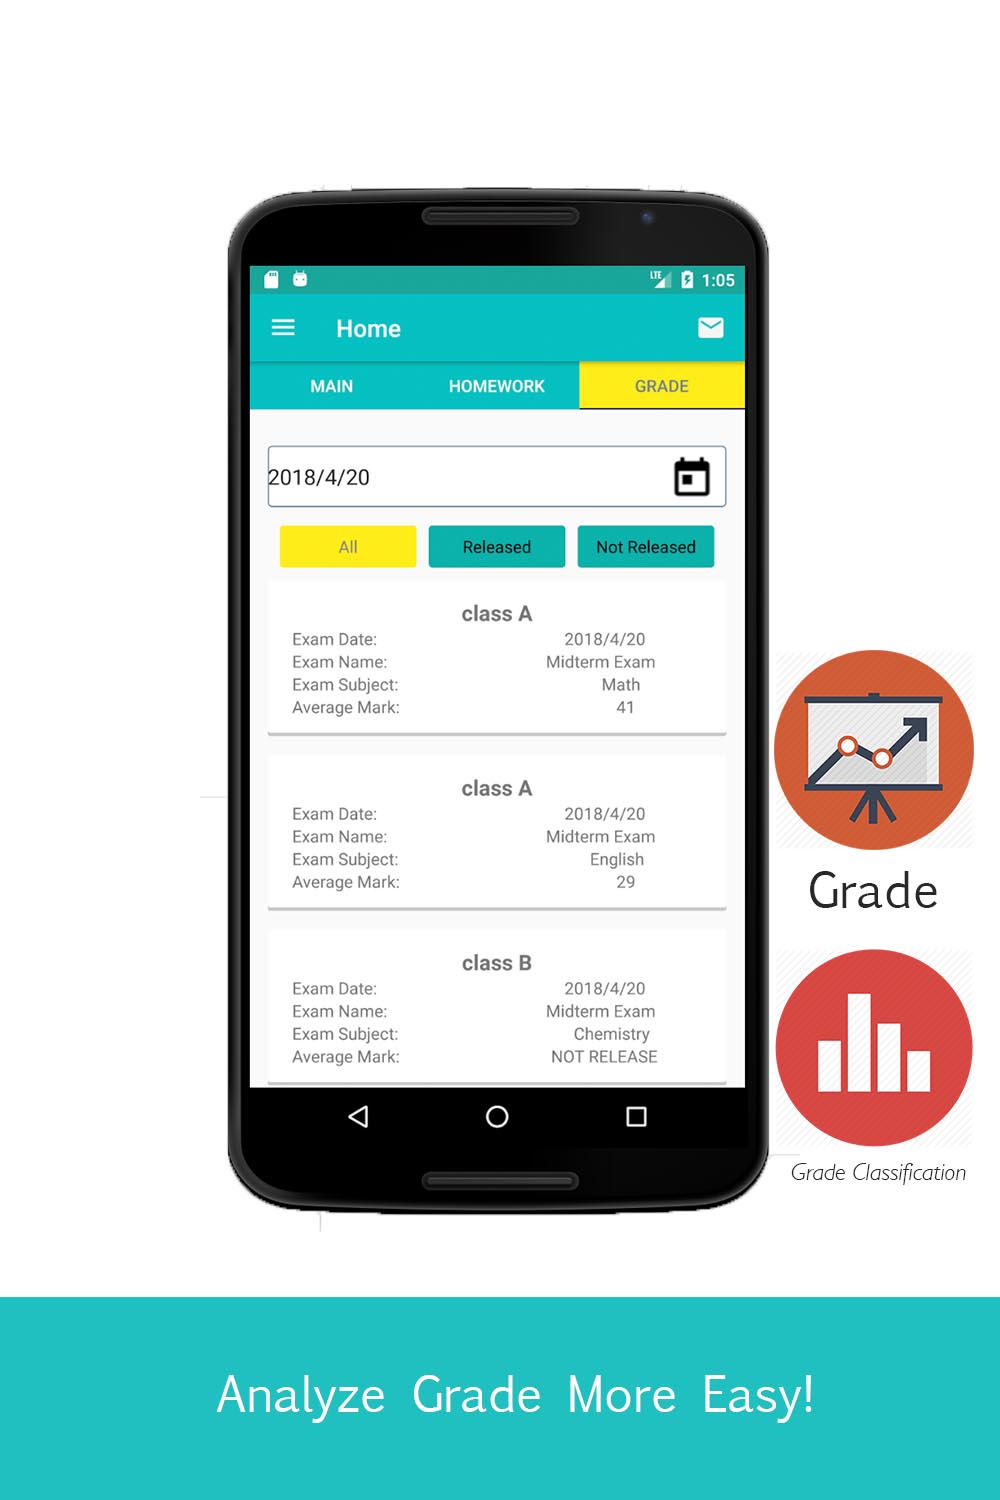 LTE 1:05
Home
MAIN HOMEWORK GRADE
2018/4/20
All Released Not Released
class A
Exam Date: 2018/4/20
Exam Name: Midterm Exam
Exam Subject: Math
Average Mark: 41
class A
Exam Date: 2018/4/20
Exam Name: Midterm Exam
Exam Subject: English
Average Mark: 29
class B
Exam Date: 2018/4/20
Exam Name: Midterm Exam
Exam Subject: Chemistry
Average Mark: NOT RELEASE
Grade
Grade Classification
Analyze Grade More Easy!